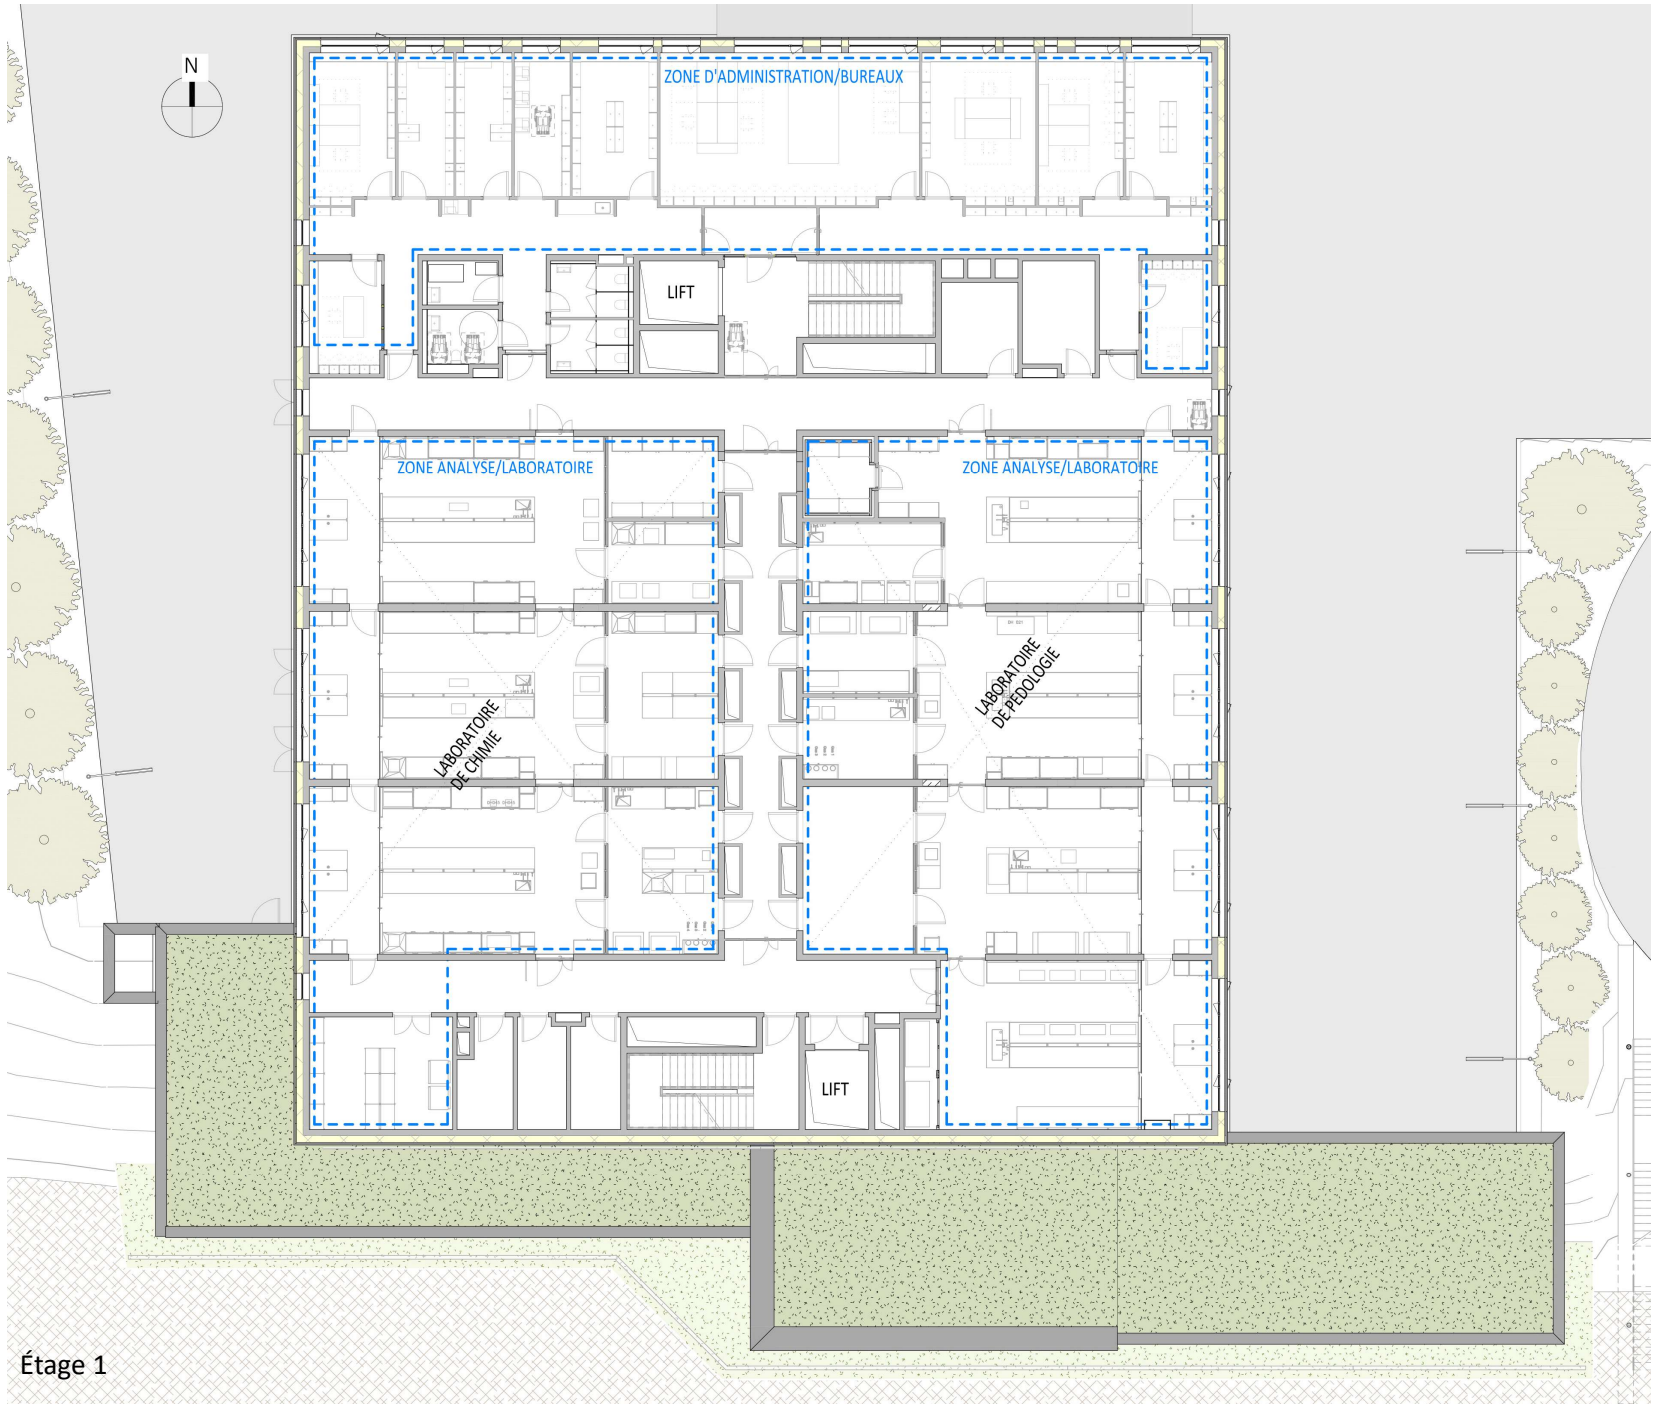 N
ZONE D'ADMINISTRATION/BUREAUX
LIFT
ZONE ANALYSE/LABORATOIRE
ZONE ANALYSE/LABORATOIRE
LABORATOIRE
DE CHIMIE
LABORATOIRE
DE PEDOLOGIE
LIFT
Étage 1